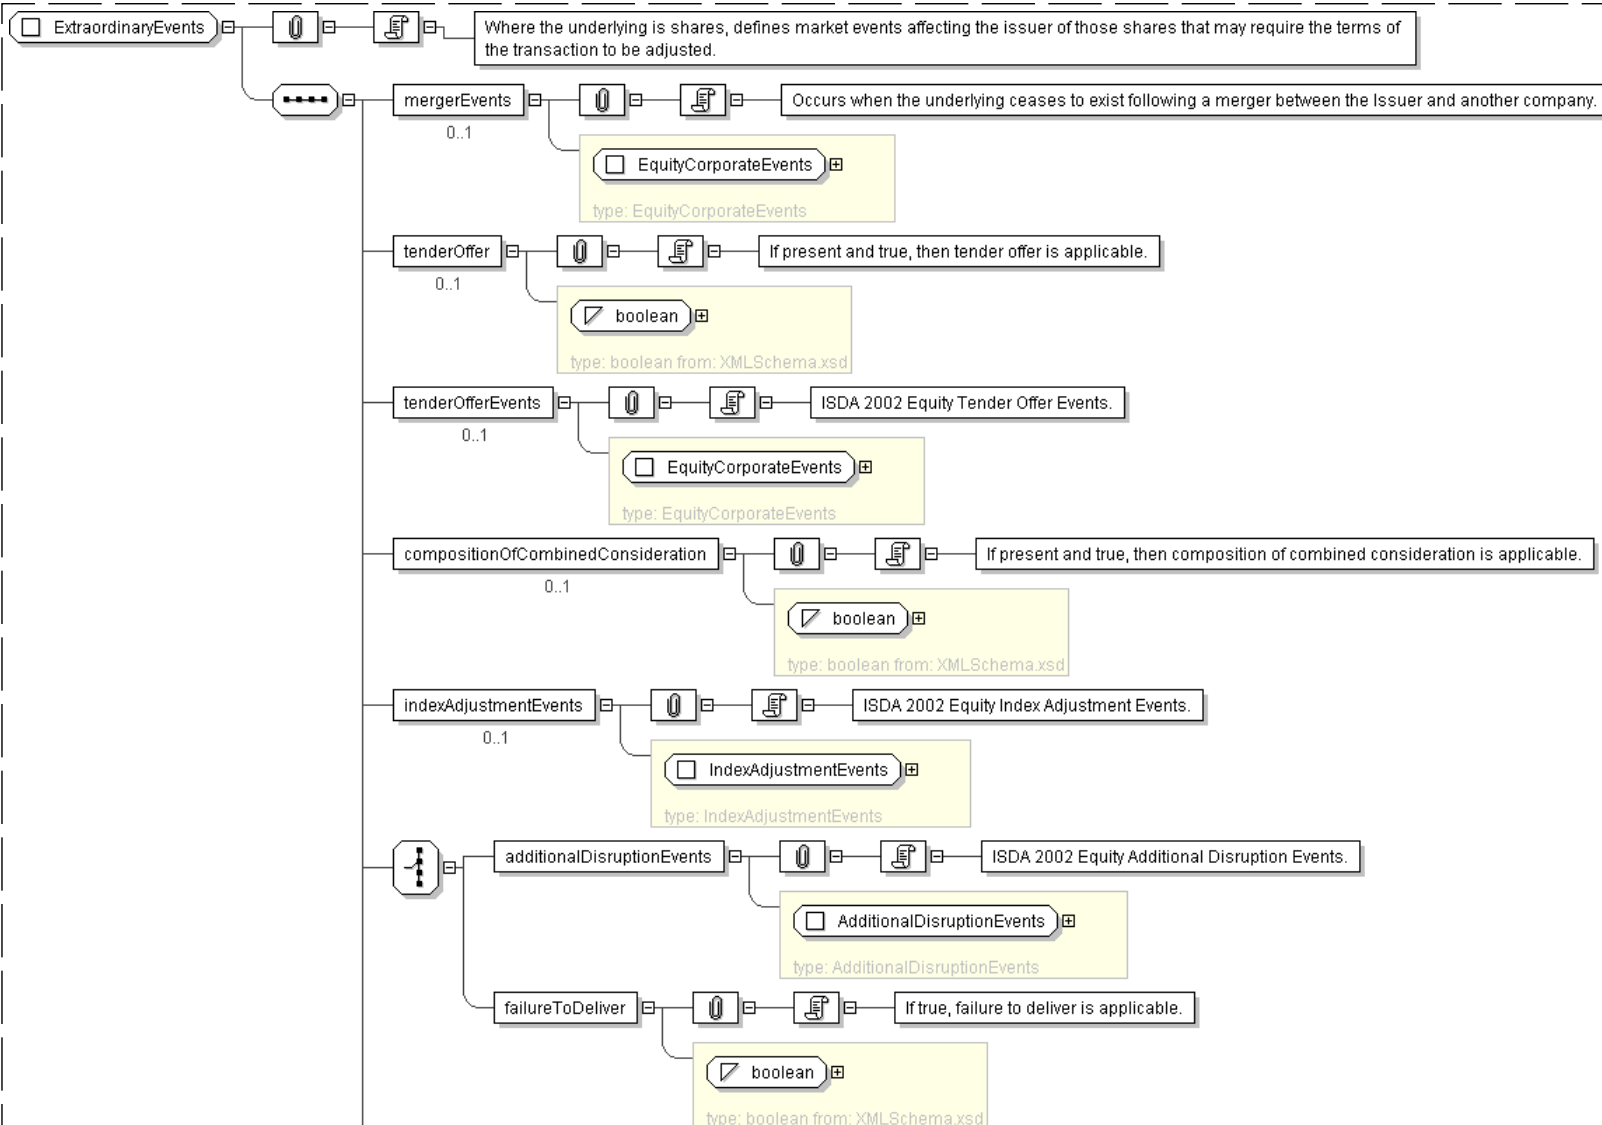 ExtraordinaryEvents
Where the underlying is shares, defines market events affecting the issuer of those shares that may require the terms of
the transaction to be adjusted.
mergerEvents
Occurs when the underlying ceases to exist following a merger between the Issuer and another company.
0..1
EquityCorporateEvents
type: EquityCorporateEvents
tenderOffer
If present and true, then tender offer is applicable.
0..1
boolean
type: boolean from: XMLSchema.xsd
tenderOfferEvents
ISDA 2002 Equity Tender Offer Events.
0..1
EquityCorporateEvents
type: EquityCorporateEvents
compositionOfCombinedConsideration
If present and true, then composition of combined consideration is applicable.
0..1
boolean
type: boolean from: XMLSchema.xsd
indexAdjustmentEvents
ISDA 2002 Equity Index Adjustment Events.
0..1
IndexAdjustmentEvents
type: IndexAdjustmentEvents
additionalDisruptionEvents
ISDA 2002 Equity Additional Disruption Events.
AdditionalDisruptionEvents
type: AdditionalDisruptionEvents
failureToDeliver
If true, failure to deliver is applicable.
boolean
type: boolean from: XMLSchema.xsd